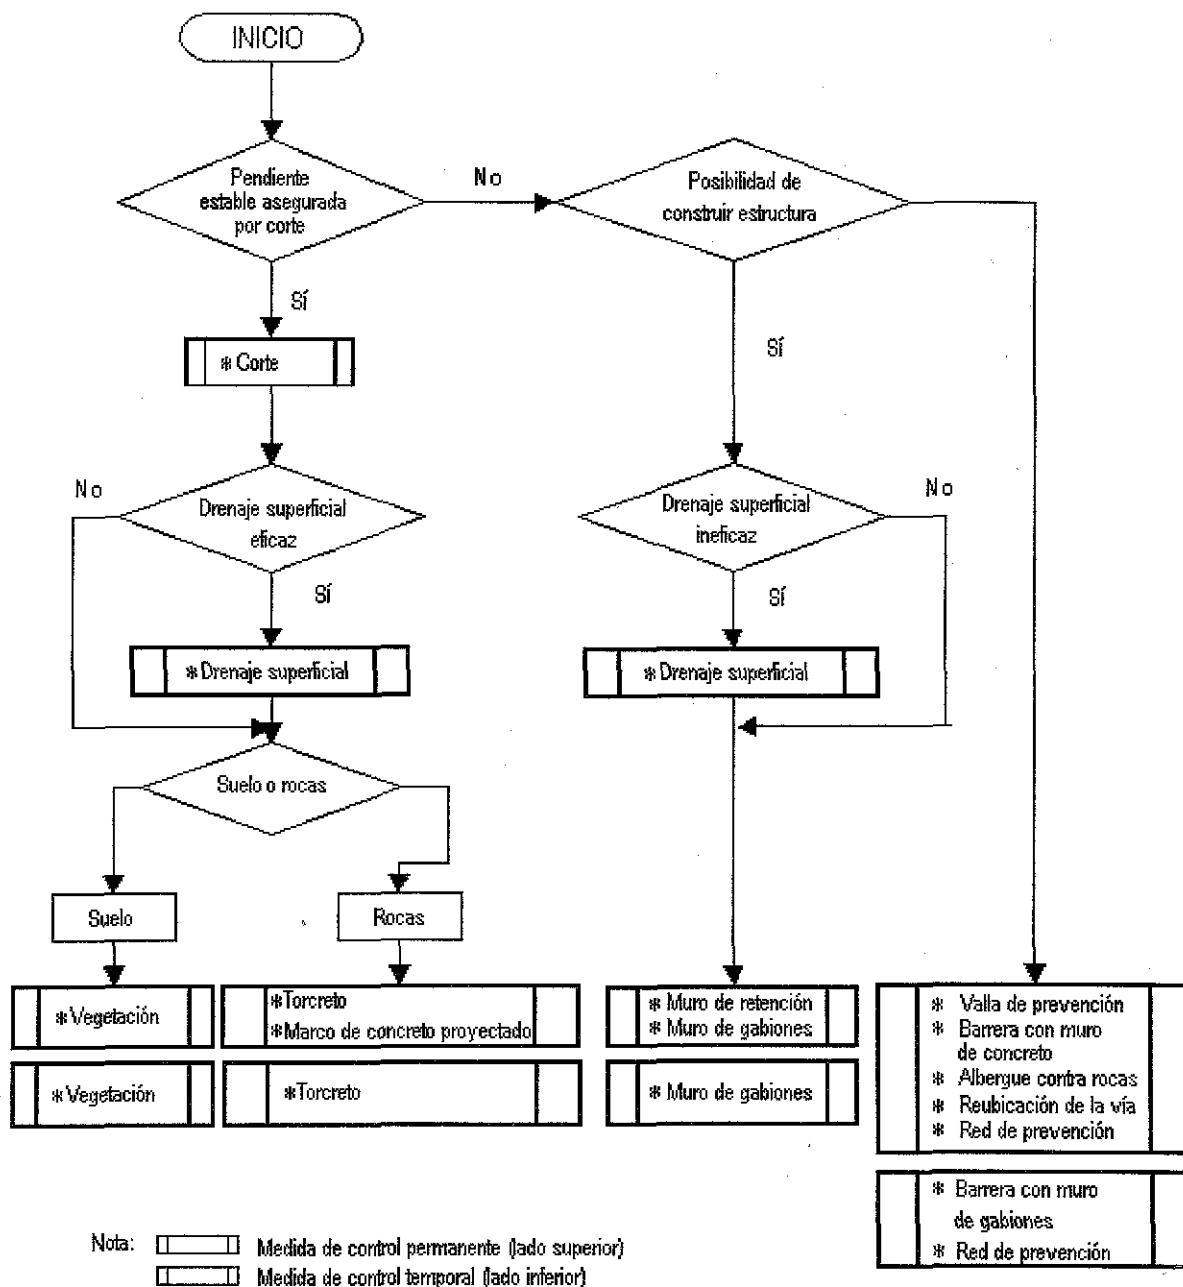 INICIO
Pendiente
estable asegurada
por corte
No
Posibilidad de
construir estructura
Sí
Sí
* Corte
No
Drenaje superficial
eficaz
Drenaje superficial
ineficaz
No
Sí
Sí
* Drenaje superficial
* Drenaje superficial
Suelo o rocas
Suelo
Rocas
* Vegetación
* Torcreto
* Marco de concreto proyectado
* Muro de retención
* Muro de gabiones
* Valla de prevención
* Barrera con muro
de concreto
* Albergue contra rocas
* Reubicación de la vía
* Red de prevención
* Vegetación
* Torcreto
* Muro de gabiones
* Barrera con muro
de gabiones
* Red de prevención
Nota:
Medida de control permanente (lado superior)
Medida de control temporal (lado inferior)